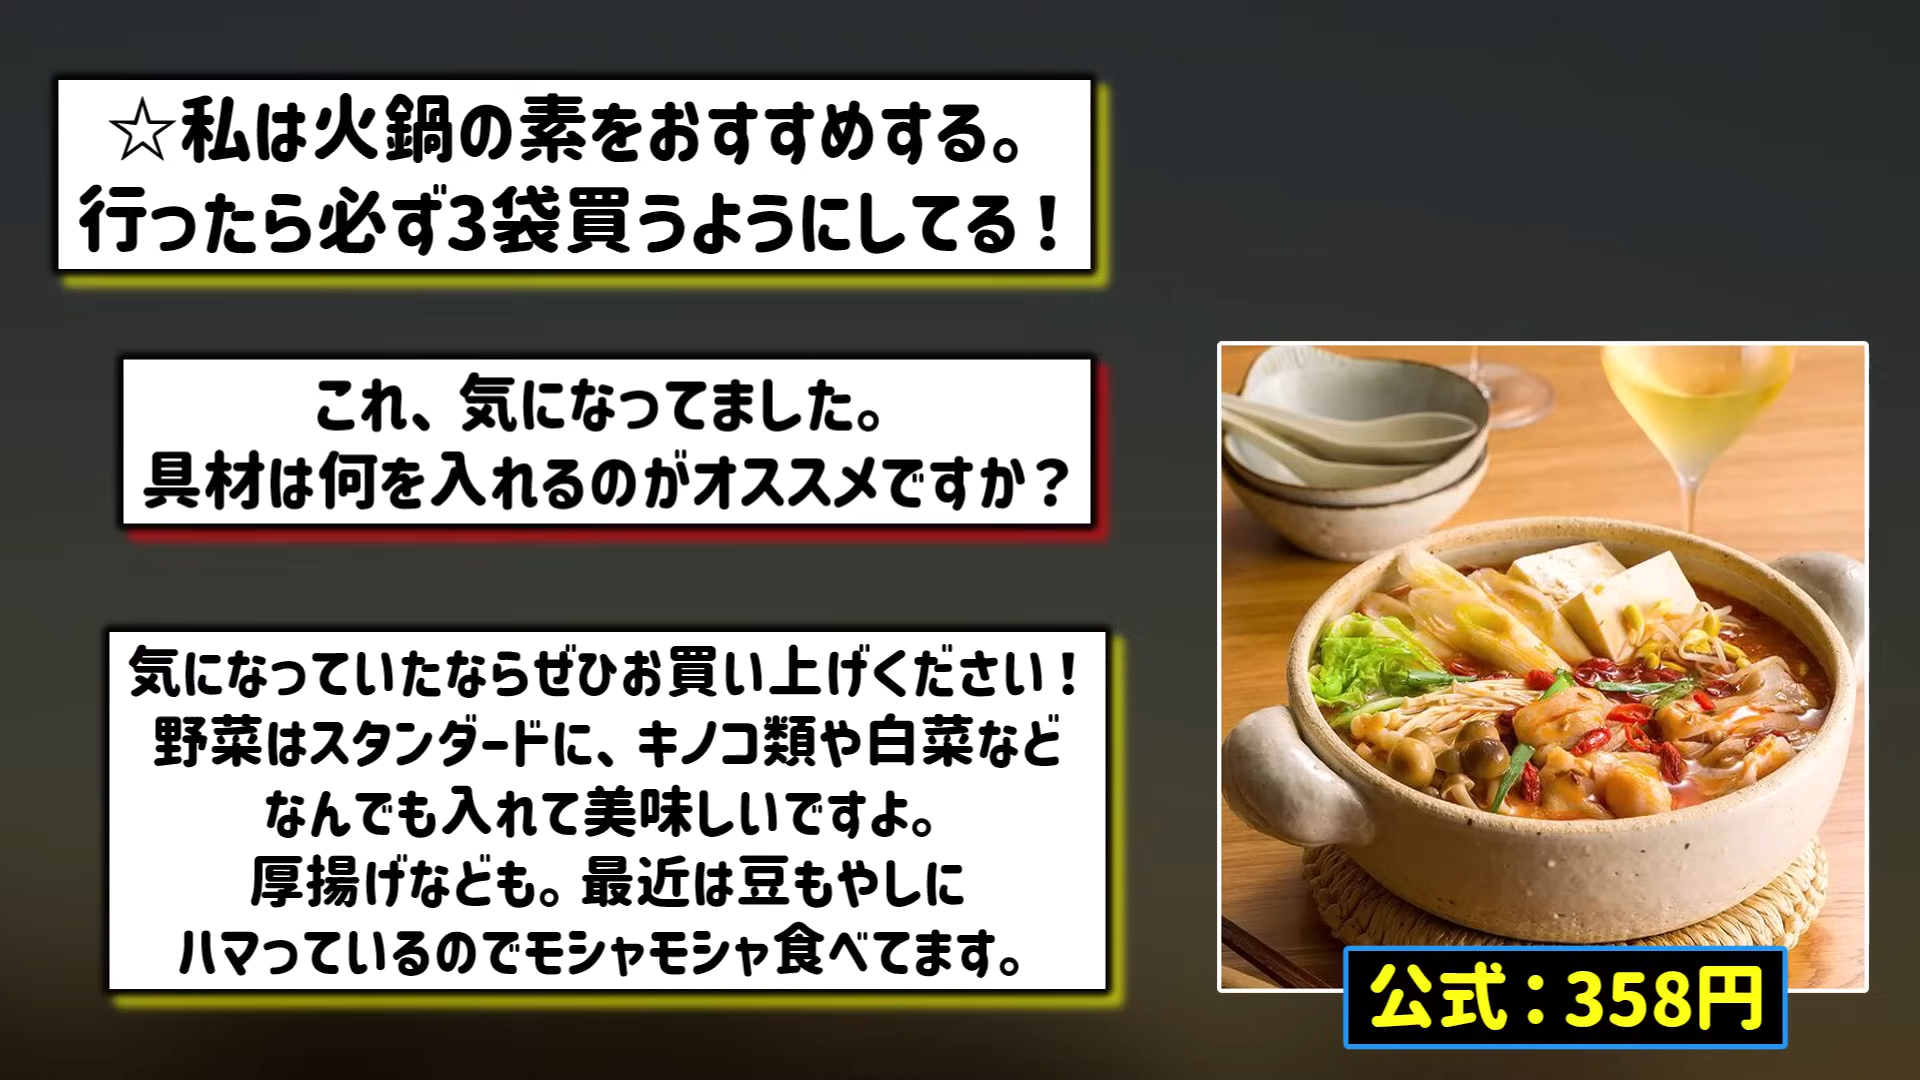 ☆私は火鍋の素をおすすめする。
行ったら必ず3袋買うようにしてる！
これ、気になってました。
具材は何を入れるのがオススメですか？
気になっていたならぜひお買い上げください！
野菜はスタンダードに、キノコ類や白菜など
なんでも入れて美味しいですよ。
厚揚げなども。最近は豆もやしに
ハマっているのでモシャモシャ食べてます。
公式：358円